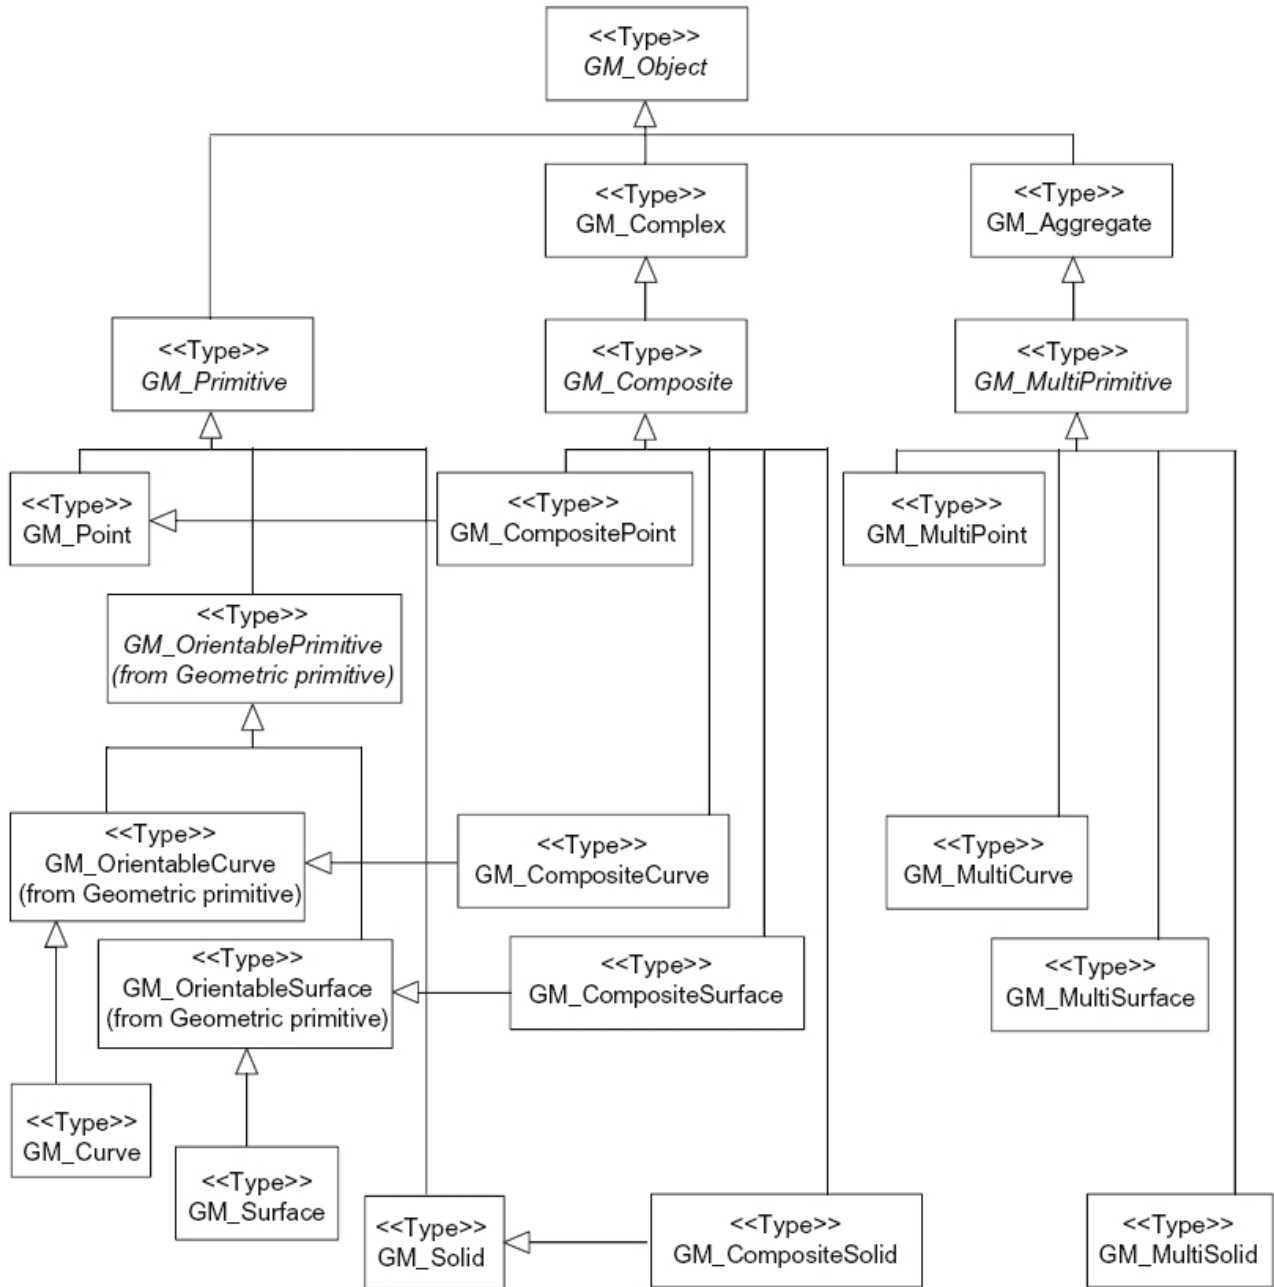 <<Type>>
GM_Object
<<Type>>
GM_Complex
<<Type>>
GM_Aggregate
<<Type>>
GM_Primitive
<<Type>>
GM_Composite
<<Type>>
GM_MultiPrimitive
<<Type>>
GM_Point
<<Type>>
GM_CompositePoint
<<Type>>
GM_MultiPoint
<<Type>>
GM_OrientablePrimitive
(from Geometric primitive)
<<Type>>
GM_OrientableCurve
(from Geometric primitive)
<<Type>>
GM_CompositeCurve
<<Type>>
GM_MultiCurve
<<Type>>
GM_OrientableSurface
(from Geometric primitive)
<<Type>>
GM_CompositeSurface
<<Type>>
GM_MultiSurface
<<Type>>
GM_Curve
<<Type>>
GM_Surface
<<Type>>
GM_Solid
<<Type>>
GM_CompositeSolid
<<Type>>
GM_MultiSolid